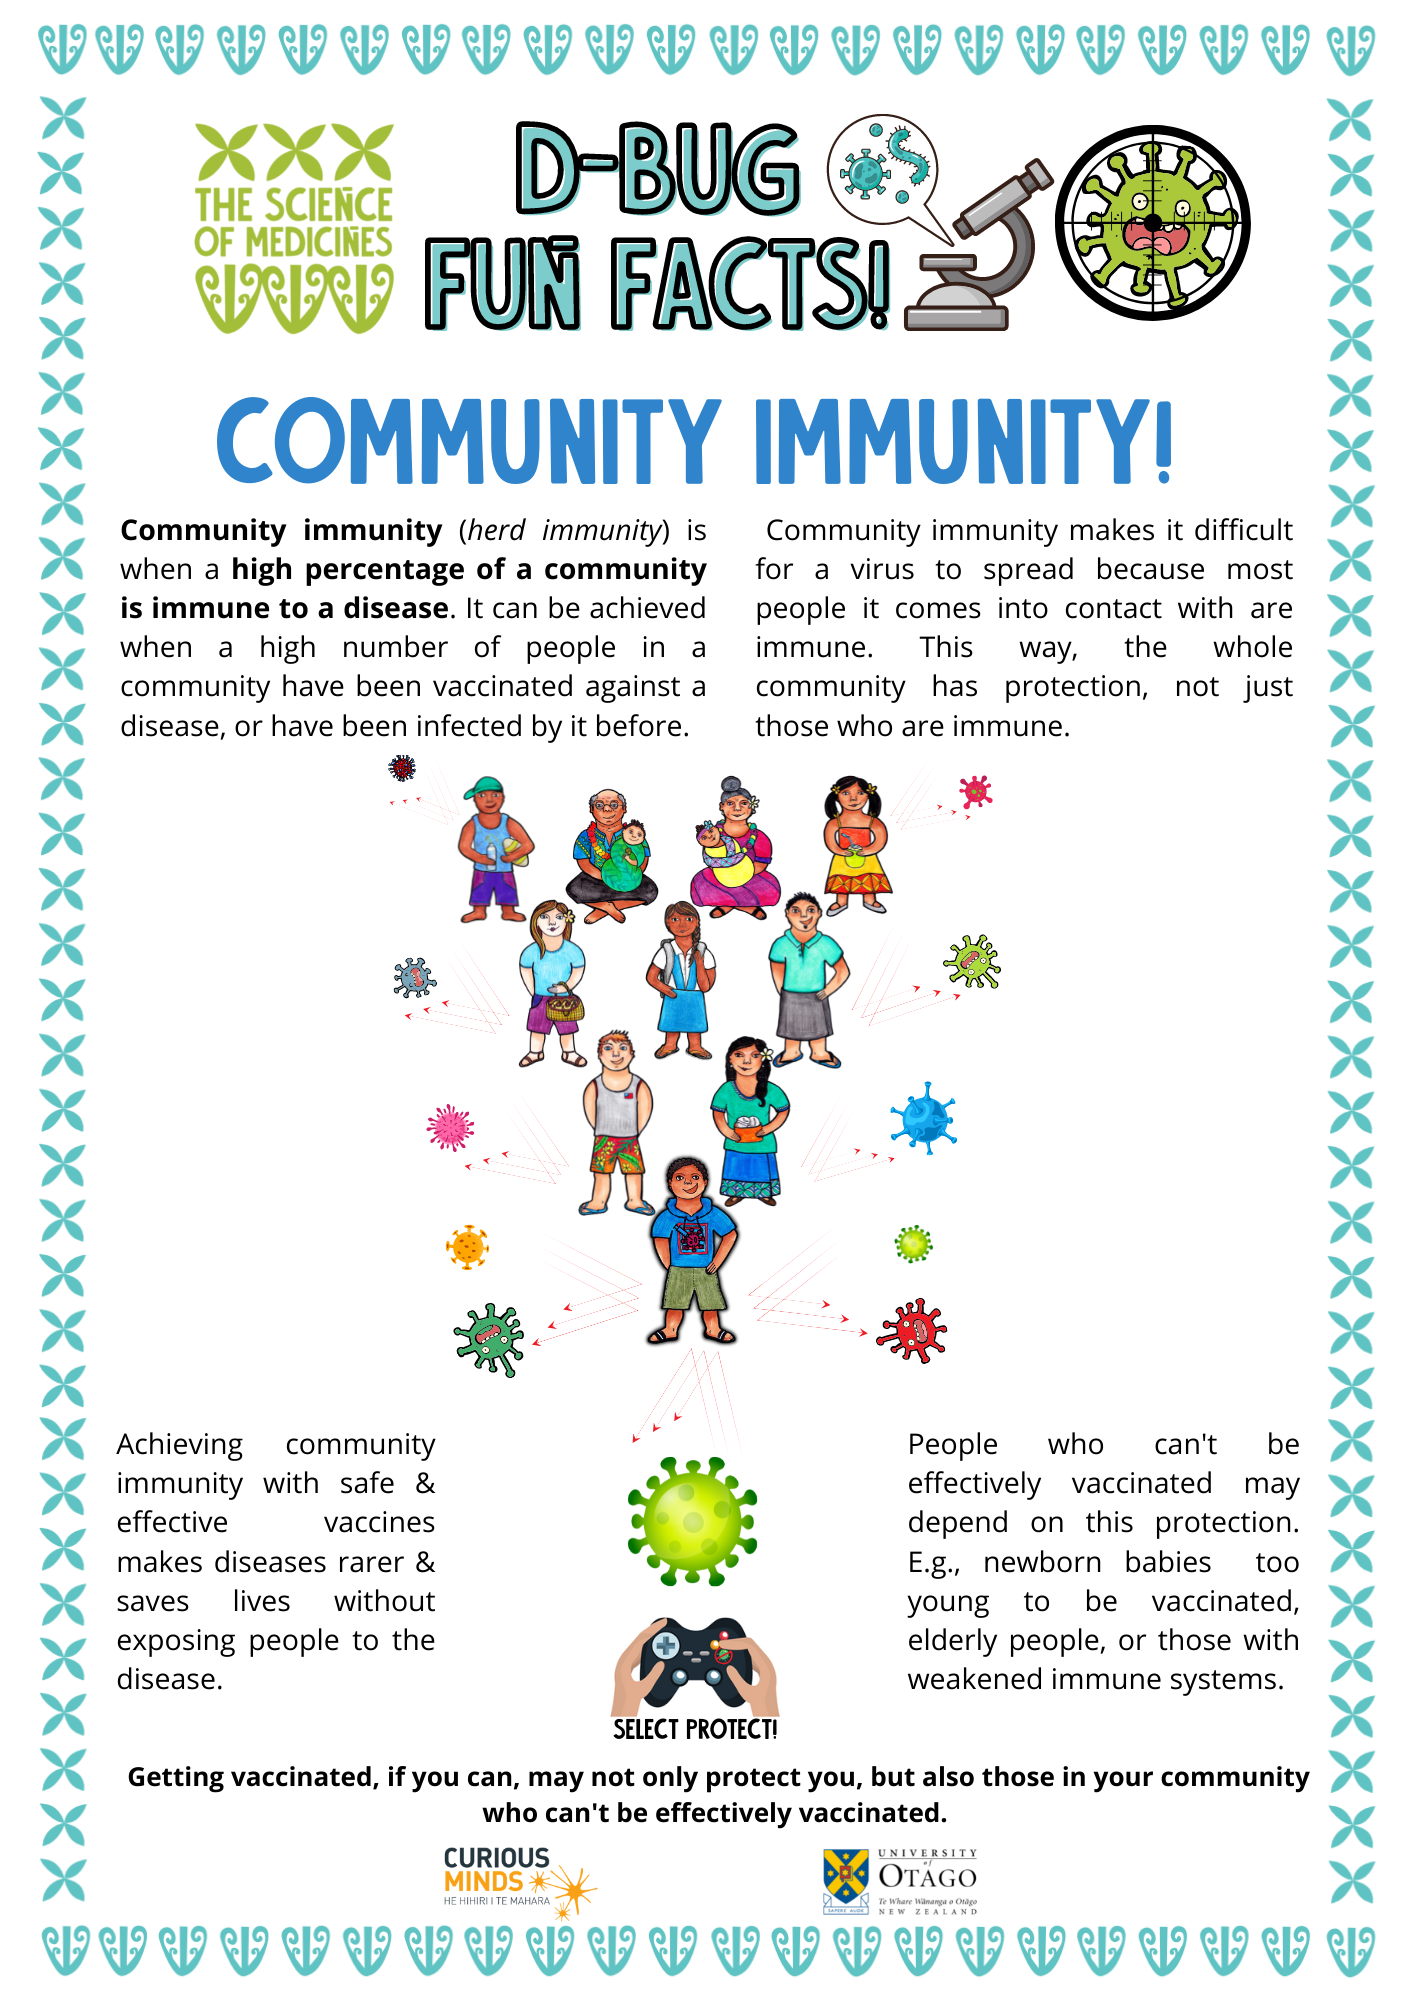 THE SCIENCE
OF MEDICINES
D-BUG
FUN FACTS!
COMMUNITY IMMUNITY!
Community immunity (herd immunity) is
when a high percentage of a community
is immune to a disease. It can be achieved
when a high number of people in a
community have been vaccinated against a
disease, or have been infected by it before.
Community immunity makes it difficult
for a virus to spread because most
people it comes into contact with are
immune. This way, the whole
community has protection, not just
those who are immune.
Achieving community
immunity with safe &
effective vaccines
makes diseases rarer &
saves lives without
exposing people to the
disease.
People who can't be
effectively vaccinated may
depend on this protection.
E.g., newborn babies too
young to be vaccinated,
elderly people, or those with
weakened immune systems.
SELECT PROTECT!
Getting vaccinated, if you can, may not only protect you, but also those in your community
who can't be effectively vaccinated.
CURIOUS
MINDS
HE HIHIRI I TE MAHARA
UNIVERSITY
of
OTAGO
Te Whare Wānanga o Otāgo
NEW ZEALAND
SAPERE AUDE